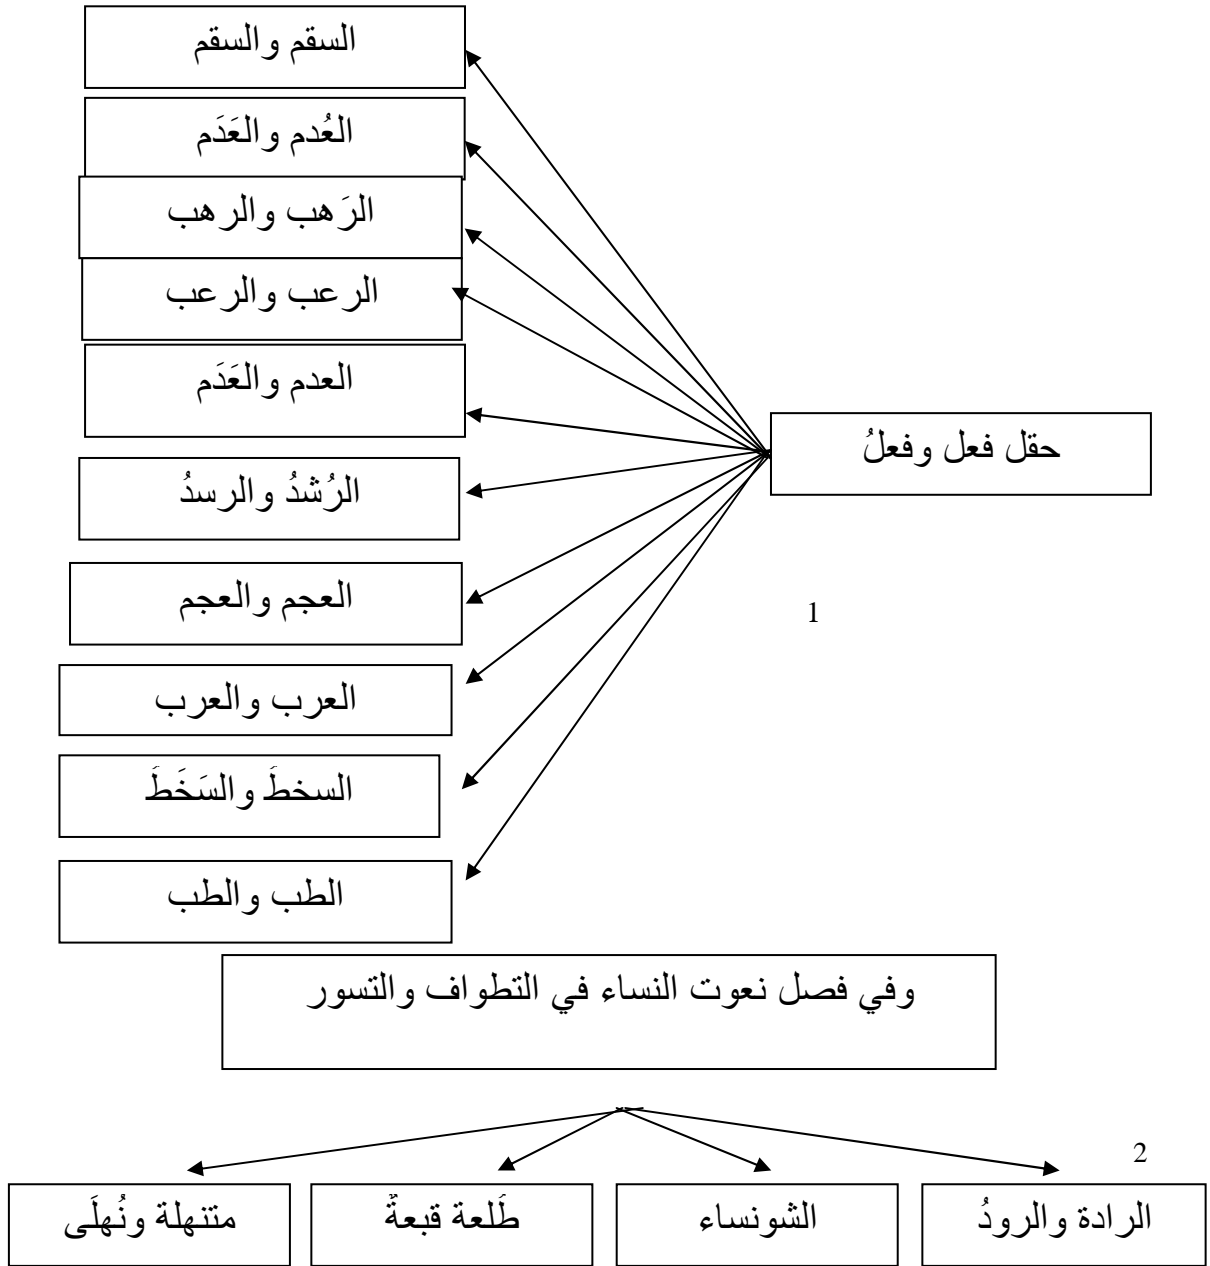 السقم والسقم
العُدم والعَدَم
الرَهب والرهب
الرعب والرعب
العدم والعَدَم
حقل فعل وفعلُ
الرُشدُ والرسدُ
العجم والعجم
1
العرب والعرب
السخطَ والسَخَطَ
الطب والطب
وفي فصل نعوت النساء في التطواف والتسور
2
الرادة والرودُ
الشونساء
طَلعة قبعةٌ
متنهلة ونُهلَى